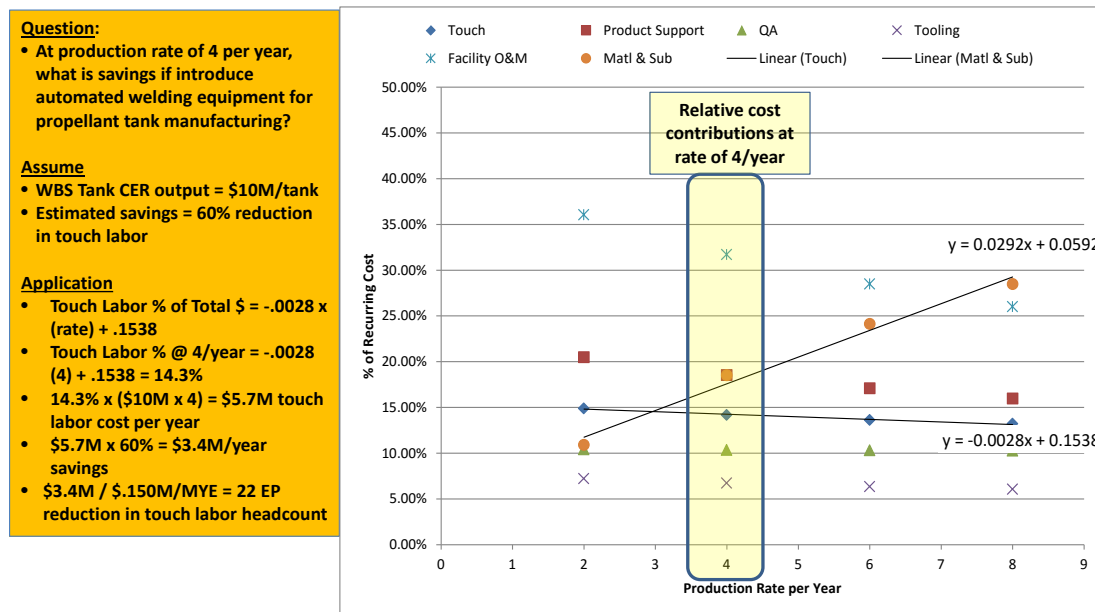 Question:
• At production rate of 4 per year,
what is savings if introduce
automated welding equipment for
propellant tank manufacturing?
Assume
• WBS Tank CER output = $10M/tank
• Estimated savings = 60% reduction
in touch labor
Application
• Touch Labor % of Total $ = -.0028 x
(rate) + .1538
• Touch Labor % @ 4/year = -.0028
(4) + .1538 = 14.3%
• 14.3% x ($10M x 4) = $5.7M touch
labor cost per year
• $5.7M x 60% = $3.4M/year
savings
• $3.4M / $.150M/MYE = 22 EP
reduction in touch labor headcount
Touch Product Support QA Tooling
Facility O&M Matl & Sub Linear (Touch) Linear (Matl & Sub)
Relative cost
contributions at
rate of 4/year
50.00%
45.00%
40.00%
35.00%
30.00%
25.00%
20.00%
15.00%
10.00%
5.00%
0.00%
% of Recurring Cost
y = 0.0292x + 0.0592
y = -0.0028x + 0.1538
0 1 2 3 4 5 6 7 8 9
Production Rate per Year